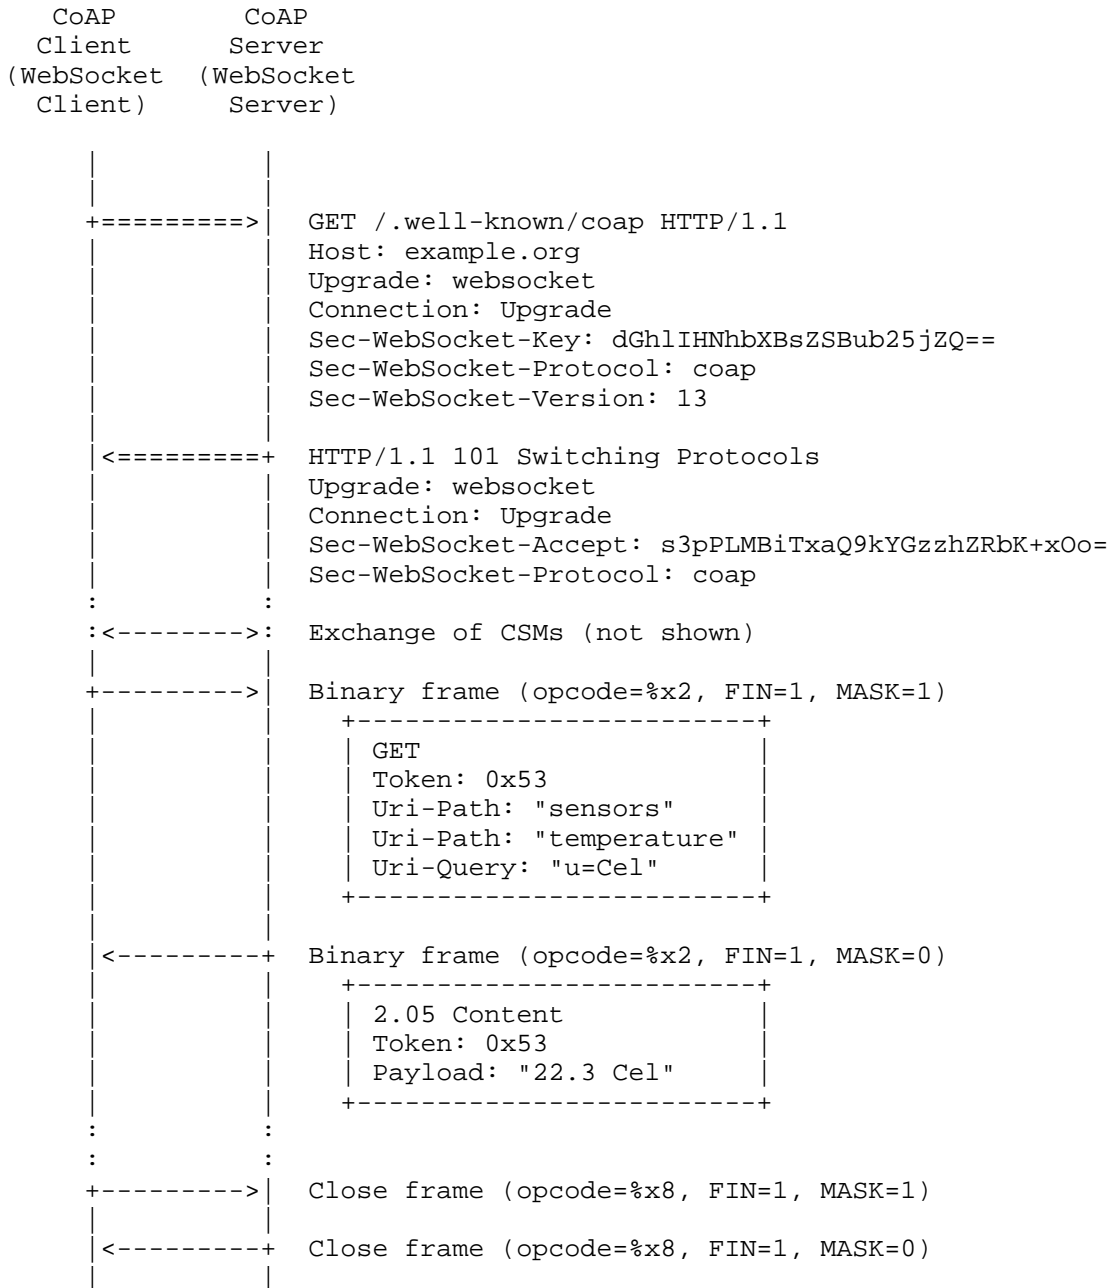 CoAP CoAP
Client Server
(WebSocket (WebSocket
Client) Server)
| |
| |
+=========>| GET /.well-known/coap HTTP/1.1
| | Host: example.org
| | Upgrade: websocket
| | Connection: Upgrade
| | Sec-WebSocket-Key: dGhlIHNhbXBsZSBub25jZQ==
| | Sec-WebSocket-Protocol: coap
| | Sec-WebSocket-Version: 13
| |
|<=========+ HTTP/1.1 101 Switching Protocols
| | Upgrade: websocket
| | Connection: Upgrade
| | Sec-WebSocket-Accept: s3pPLMBiTxaQ9kYGzzhZRbK+xOo=
| | Sec-WebSocket-Protocol: coap
: :
:<-------->: Exchange of CSMs (not shown)
| |
+--------->| Binary frame (opcode=%x2, FIN=1, MASK=1)
| | +-------------------------+
| | | GET |
| | | Token: 0x53 |
| | | Uri-Path: "sensors" |
| | | Uri-Path: "temperature" |
| | | Uri-Query: "u=Cel" |
| | +-------------------------+
| |
|<---------+ Binary frame (opcode=%x2, FIN=1, MASK=0)
| | +-------------------------+
| | | 2.05 Content |
| | | Token: 0x53 |
| | | Payload: "22.3 Cel" |
| | +-------------------------+
: :
: :
+--------->| Close frame (opcode=%x8, FIN=1, MASK=1)
| |
|<---------+ Close frame (opcode=%x8, FIN=1, MASK=0)
| |